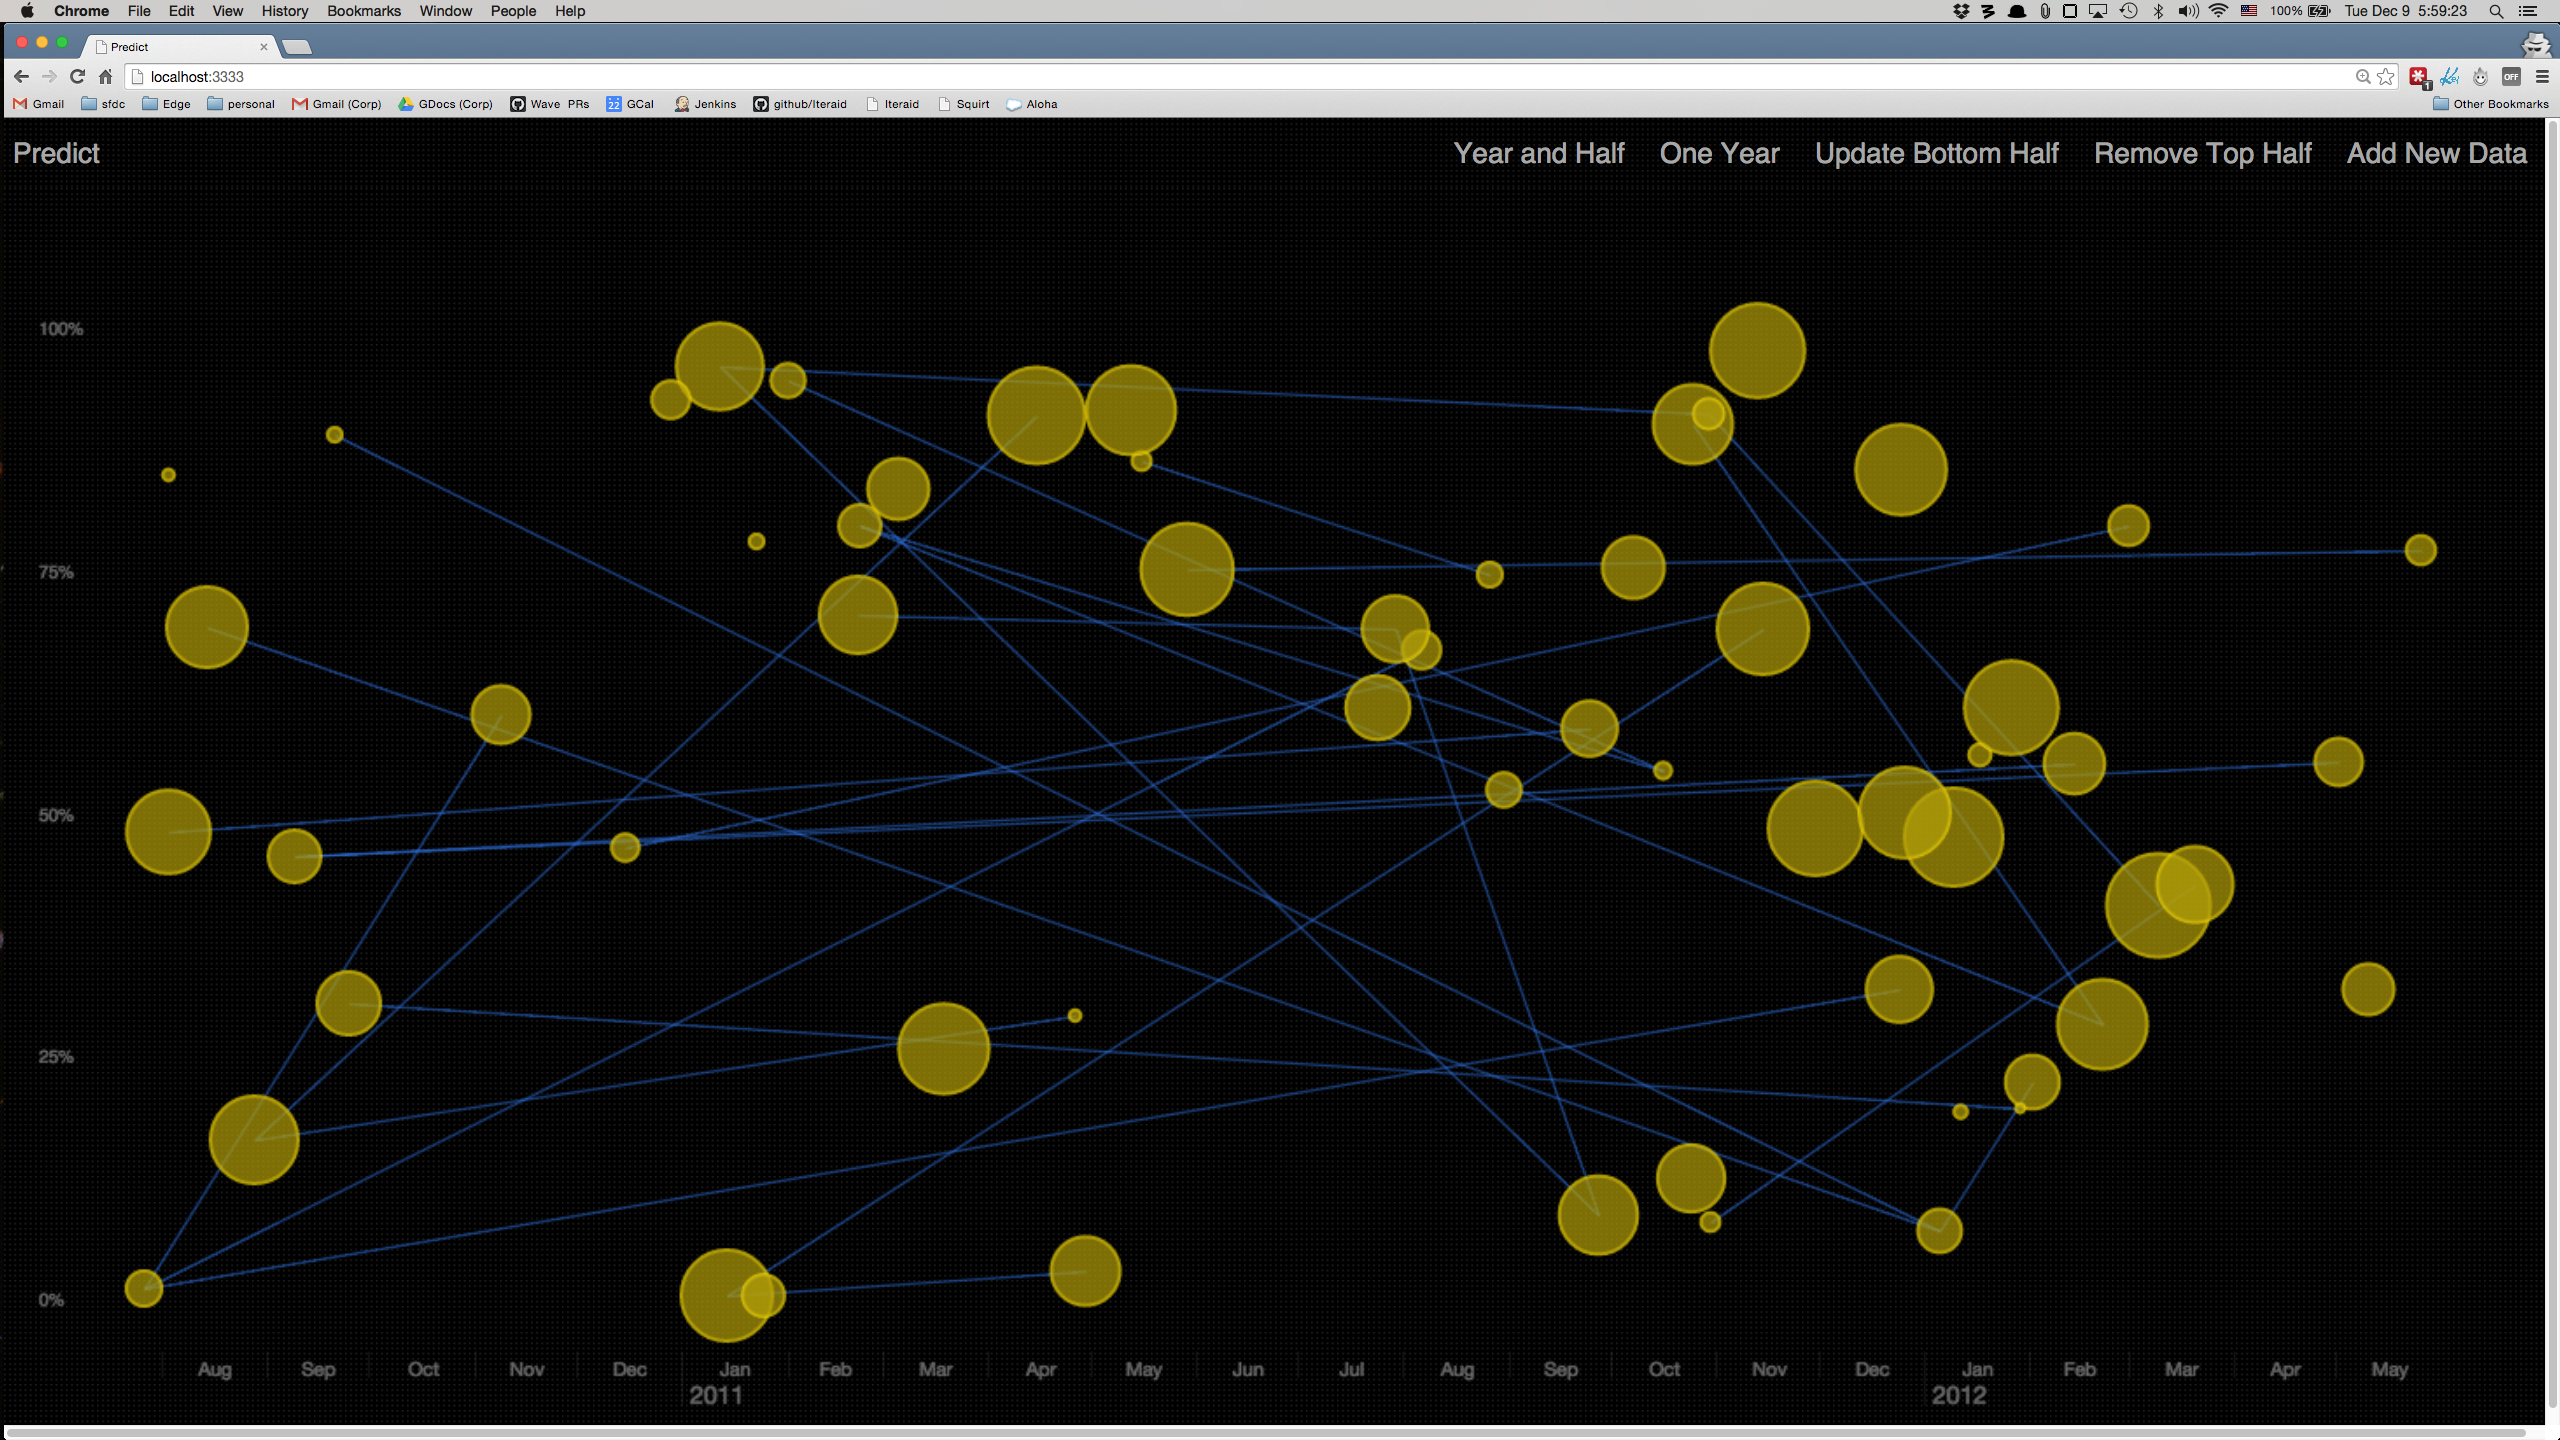 Chrome File Edit View History Bookmarks Window People Help 100% Tue Dec 9 5:59:23
Predict
localhost:3333
Gmail sfdc Edge personal Gmail (Corp) GDocs (Corp) Wave PRs 22 GCal Jenkins github/Iteraid Iteraid Squirt Aloha Other Bookmarks
1
OFF
Predict Year and Half One Year Update Bottom Half Remove Top Half Add New Data
100%
75%
50%
25%
0%
Aug Sep Oct Nov Dec Jan Feb Mar Apr May Jun Jul Aug Sep Oct Nov Dec Jan Feb Mar Apr May
2011 2012